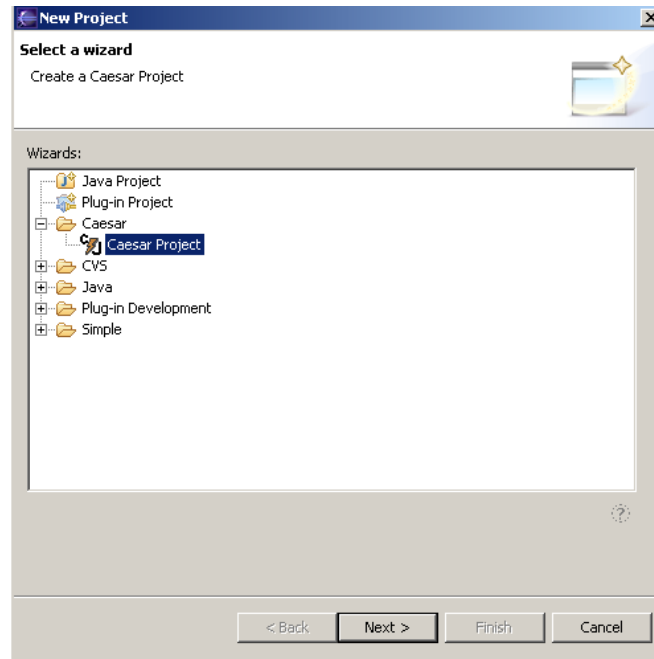 New Project
Select a wizard
Create a Caesar Project
Wizards:
Java Project
Plug-in Project
Caesar
Caesar Project
CVS
Java
Plug-in Development
Simple
?
< Back Next > Finish Cancel